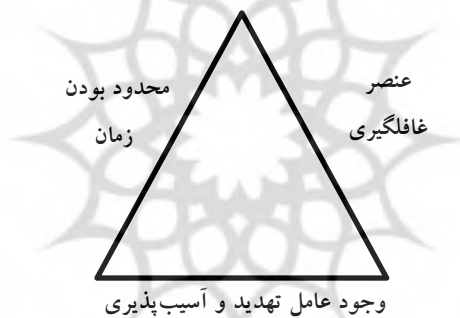 عنصر
غافلگیری
محدود بودن
زمان
وجود عامل تهدید و آسیب‌پذیری